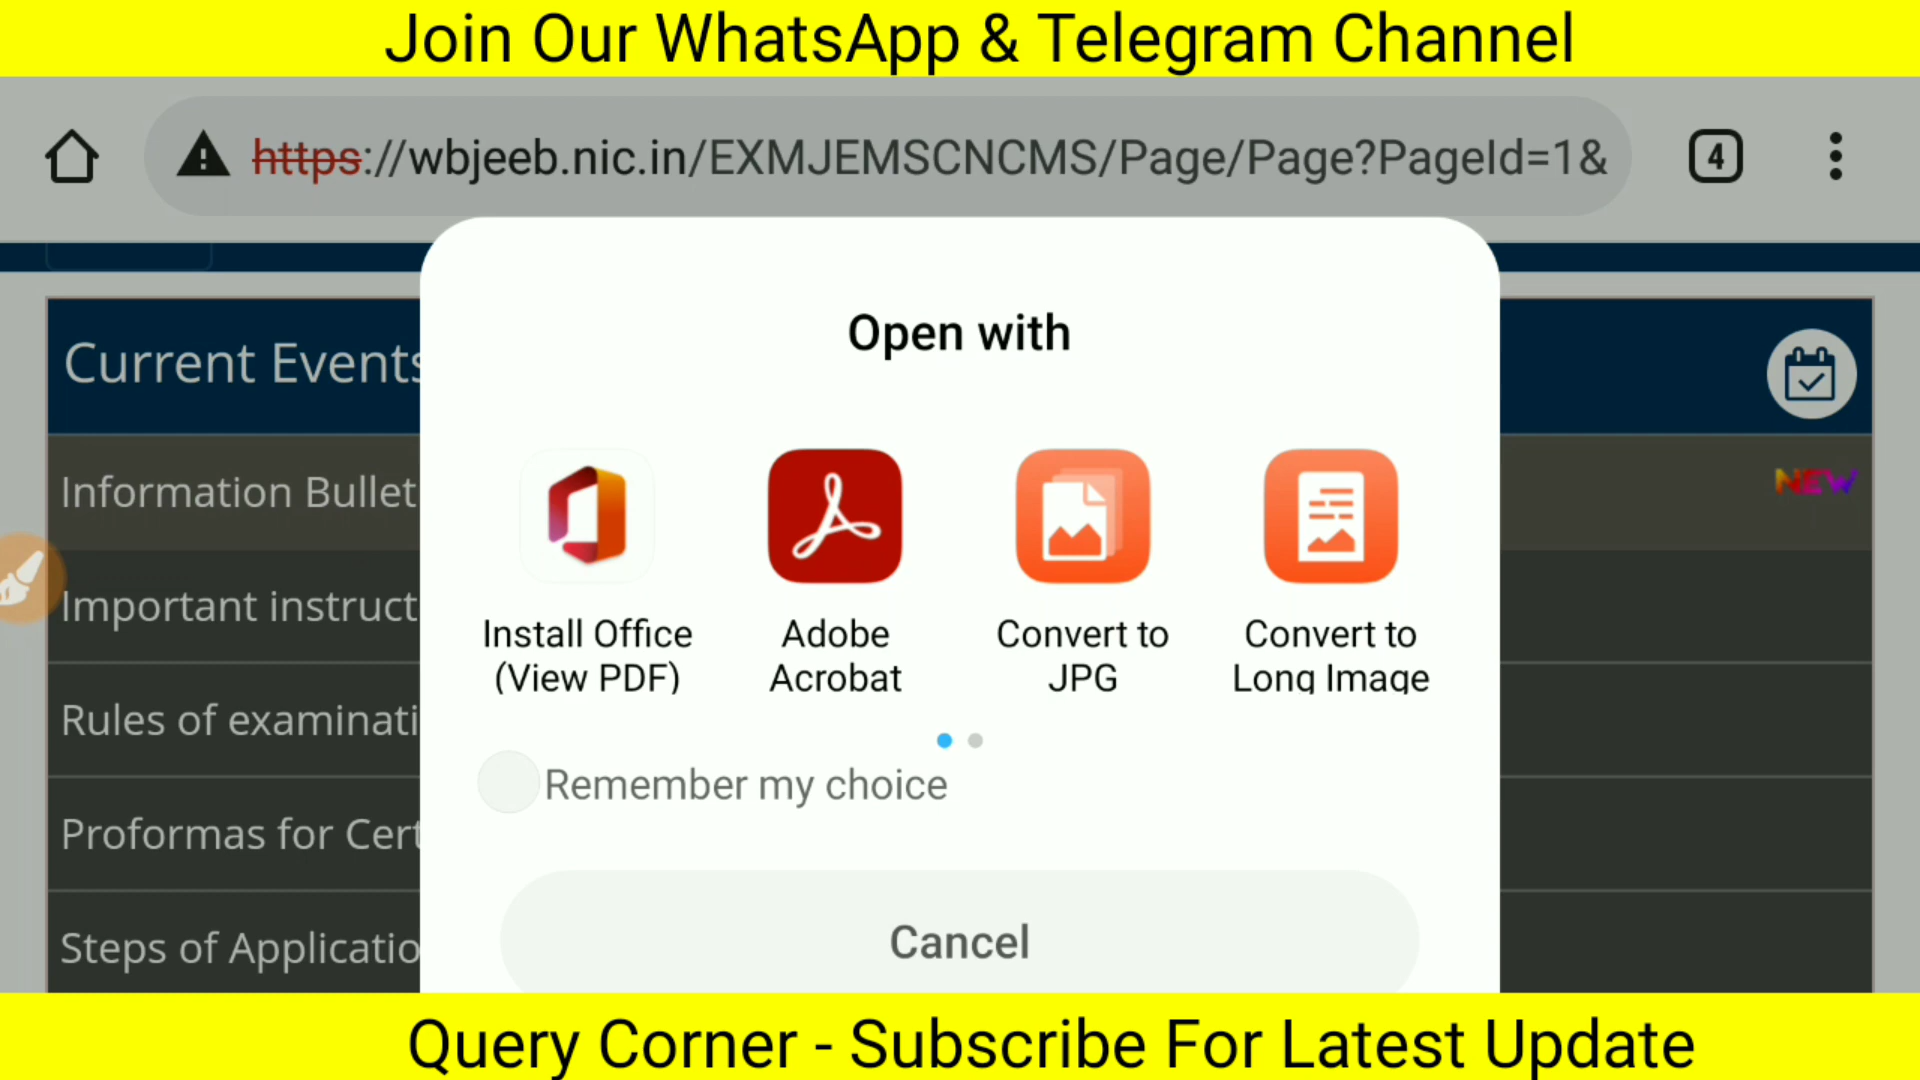 Join Our WhatsApp & Telegram Channel
https://wbjeeb.nic.in/EXMJEMSCNCMS/Page/Page?PageId=1&
4
Open with
Current Events
Information Bullet
NEW
Important instruct
Rules of examinati
Proformas for Cert
Steps of Applicatio
Install Office
(View PDF)
Adobe
Acrobat
Convert to
JPG
Convert to
Long Image
Remember my choice
Cancel
Query Corner - Subscribe For Latest Update